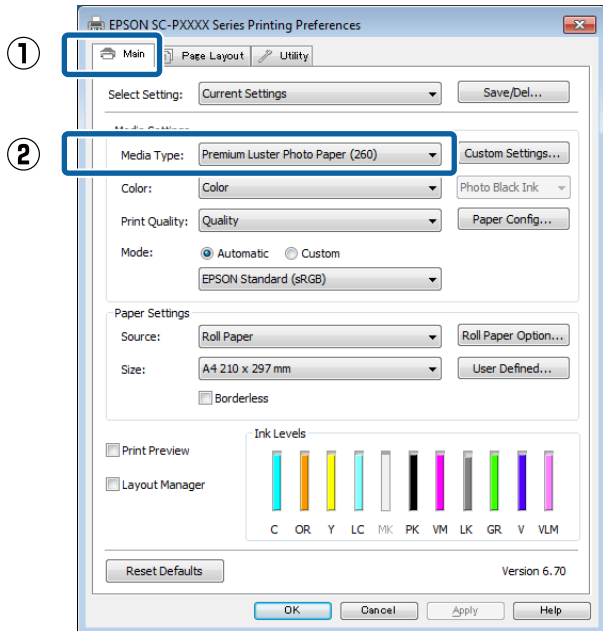 EPSON SC-PXXXX Series Printing Preferences
① Main Page Layout Utility
Select Setting: Current Settings Save/Del...
Media Settings
② Media Type: Premium Luster Photo Paper (260) Custom Settings...
Color: Color Photo Black Ink
Print Quality: Quality Paper Config...
Mode: Automatic Custom
EPSON Standard (sRGB)
Paper Settings
Source: Roll Paper Roll Paper Option...
Size: A4 210 x 297 mm User Defined...
Borderless
Ink Levels
Print Preview
Layout Manager
C OR Y LC MK PK VM LK GR V VLM
Reset Defaults Version 6.70
OK Cancel Apply Help